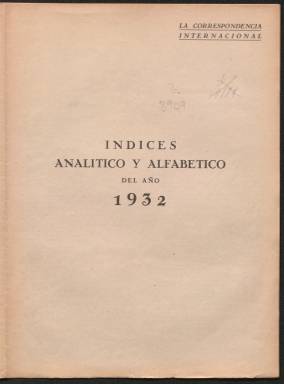 LA CORRESPONDENCIA
INTERNACIONAL
INDICES
ANALITICO Y ALFABETICO
DEL AÑO
1932